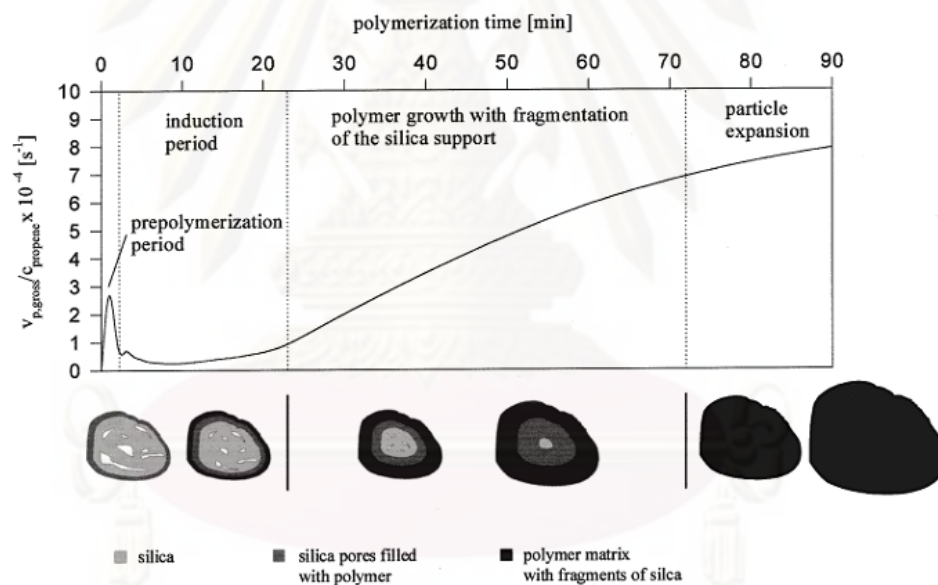 polymerization time [min]
0 10 20 30 40 50 60 70 80 90
10
9
8
7
6
5
4
3
2
1
0
v p,gross/c propene x 10 -4 [s -1]
induction
period
polymer growth with fragmentation
of the silica support
particle
expansion
prepolymerization
period
silica
silica pores filled
with polymer
polymer matrix
with fragments of silca